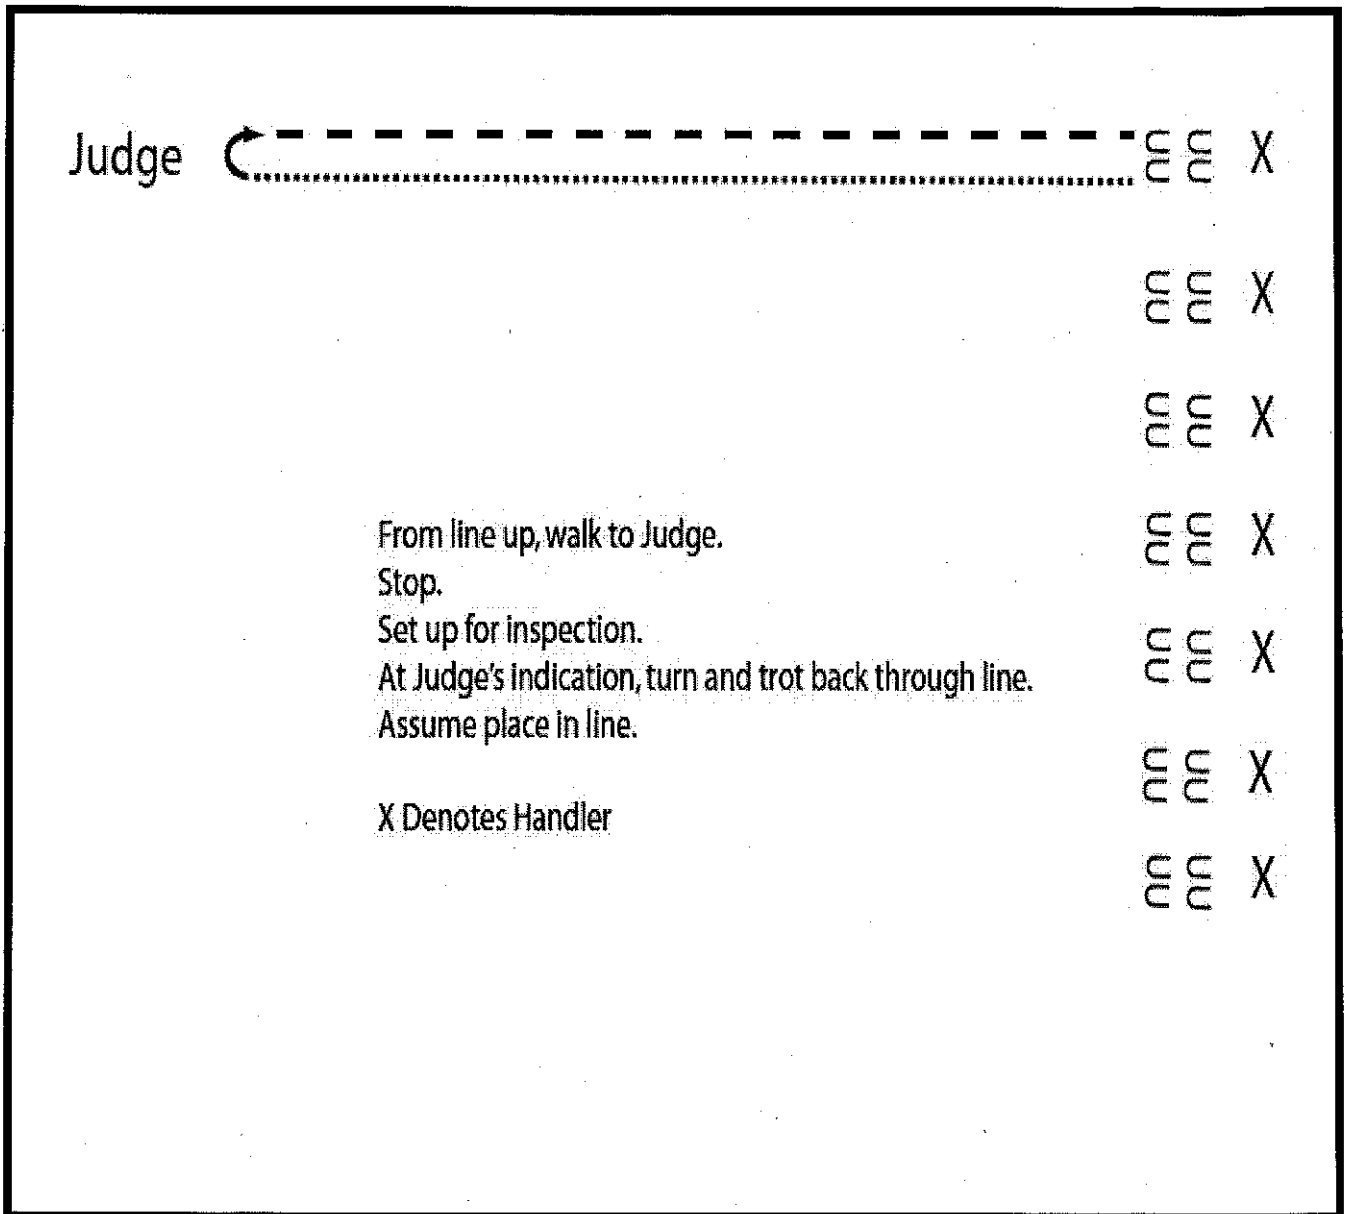 Judge
X
X
X
From line up, walk to Judge.
X
Stop.
Set up for inspection.
X
At Judge's indication, turn and trot back through line.
Assume place in line.
X
X Denotes Handler
X